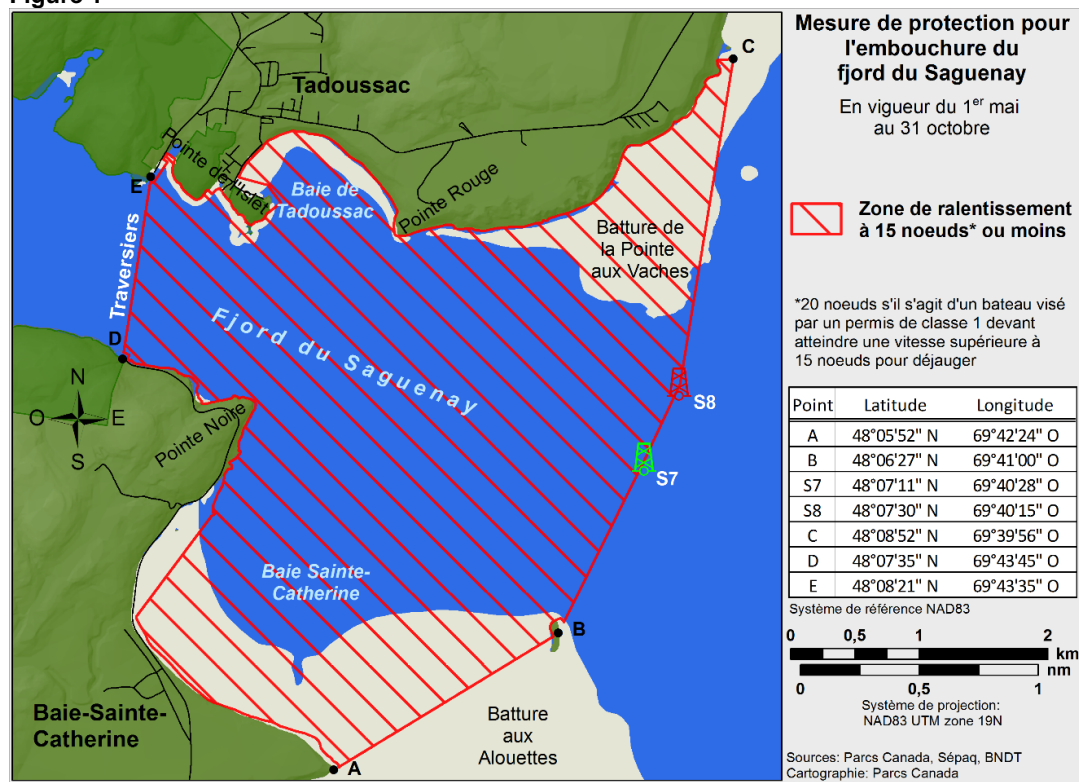 Figure 1
C
Tadoussac
Pointe de l'Islet
E
Baie de
Tadoussac
Pointe Rouge
Batture de
la Pointe
aux Vaches
Traversiers
Fjord du Saguenay
D
N
O
E
S
Pointe Noire
S8
S7
Baie Sainte-
Catherine
B
Baie-Sainte-
Catherine
Batture
aux
Alouettes
A
Mesure de protection pour
l'embouchure du
fjord du Saguenay
En vigueur du 1er mai
au 31 octobre
Zone de ralentissement
à 15 noeuds* ou moins
*20 noeuds s'il s'agit d'un bateau visé
par un permis de classe 1 devant
atteindre une vitesse supérieure à
15 noeuds pour déjauger
Point Latitude Longitude
A 48°05'52" N 69°42'24" O
B 48°06'27" N 69°41'00" O
S7 48°07'11" N 69°40'28" O
S8 48°07'30" N 69°40'15" O
C 48°08'52" N 69°39'56" O
D 48°07'35" N 69°43'45" O
E 48°08'21" N 69°43'35" O
Système de référence NAD83
0 0,5 1 2
km
nm
0 0,5 1
Système de projection:
NAD83 UTM zone 19N
Sources: Parcs Canada, Sépaq, BNDT
Cartographie: Parcs Canada